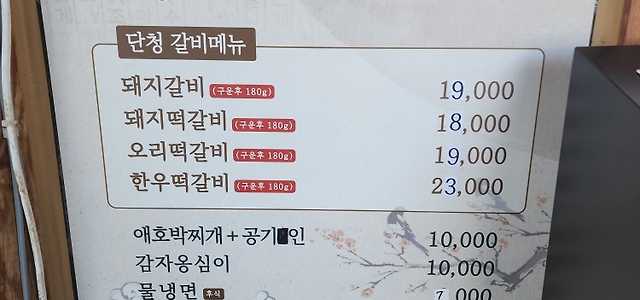 단청 갈비메뉴
돼지갈비 (구운후 180g) 19,000
돼지떡갈비 (구운후 180g) 18,000
오리떡갈비 (구운후 180g) 19,000
한우떡갈비 (구운후 180g) 23,000
애호박찌개+공기 인 10,000
감자옹심이 10,000
물냉면 후식 7,000